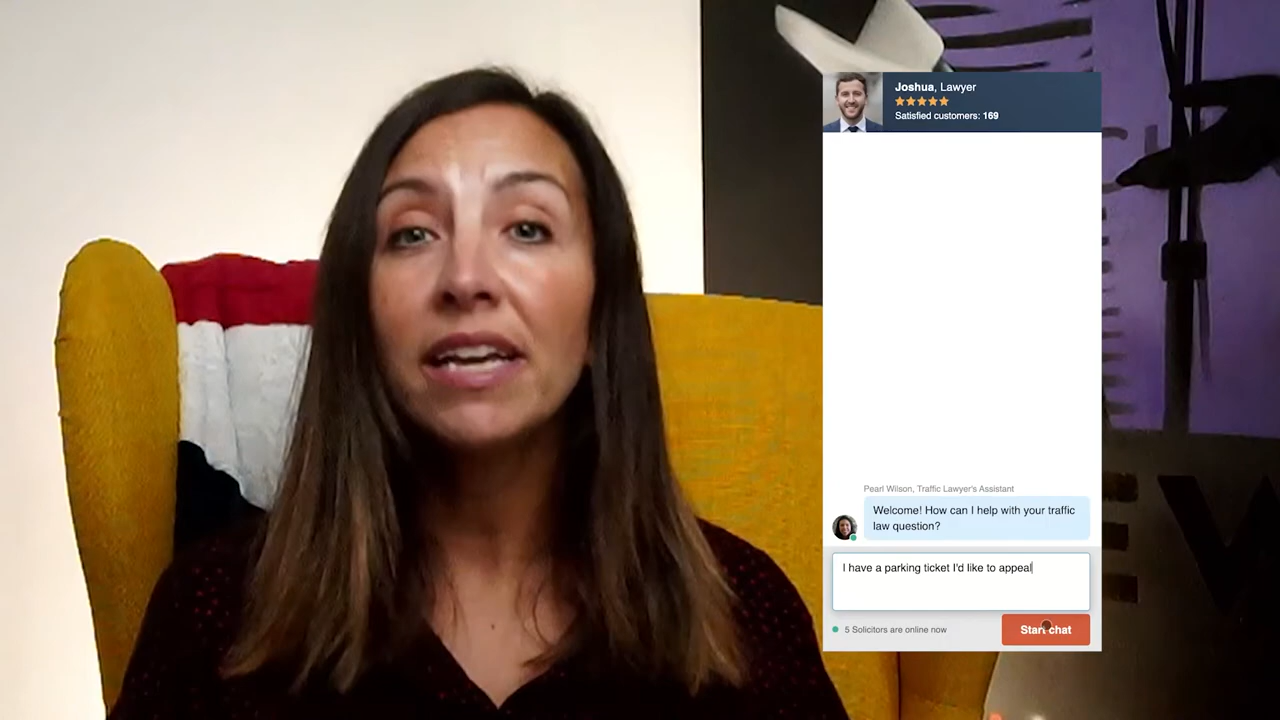 Joshua, Lawyer
Satisfied customers: 169
Pearl Wilson, Traffic Lawyer's Assistant
Welcome! How can I help with your traffic
law question?
I have a parking ticket I'd like to appeal
5 Solicitors are online now
Start chat